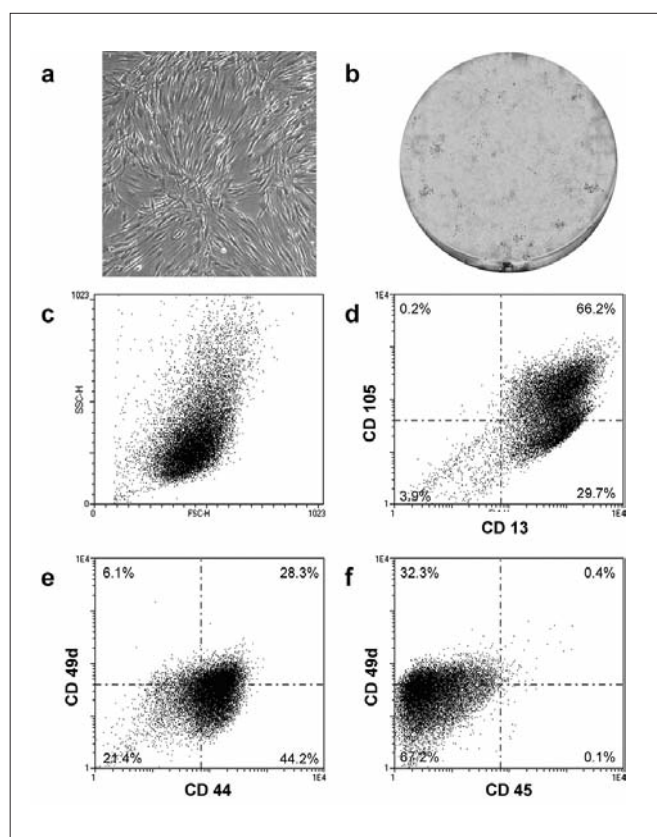 a
b
c
1023
SSC-H
0
FSC-H
1023
d
1E4
0.2%
66.2%
CD 105
3.9%
29.7%
1
1
1E4
CD 13
e
1E4
6.1%
28.3%
CD 49d
21.4%
44.2%
1
1
1E4
CD 44
f
1E4
32.3%
0.4%
CD 49d
67.2%
0.1%
1
1
1E4
CD 45